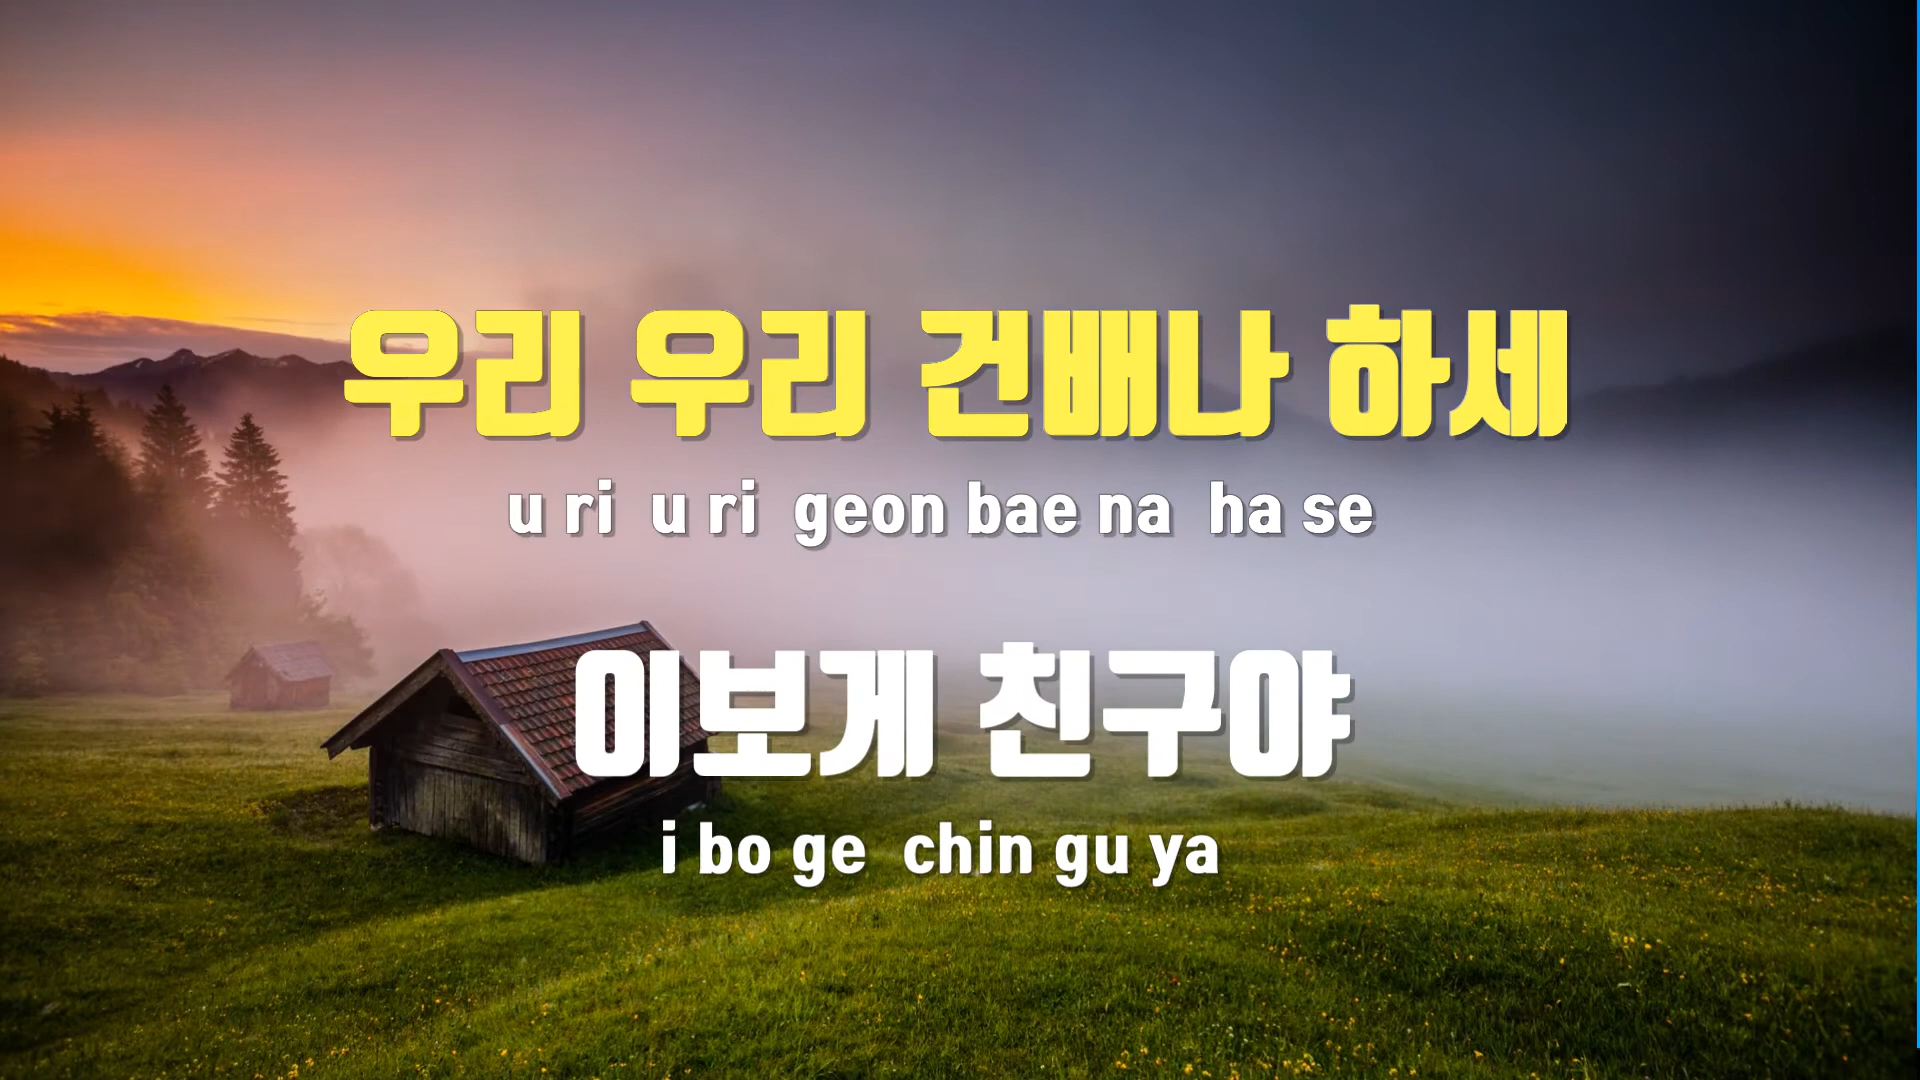 우리 우리 건배나 하세
u ri u ri geon bae na ha se
이보게 친구야
i bo ge chin gu ya